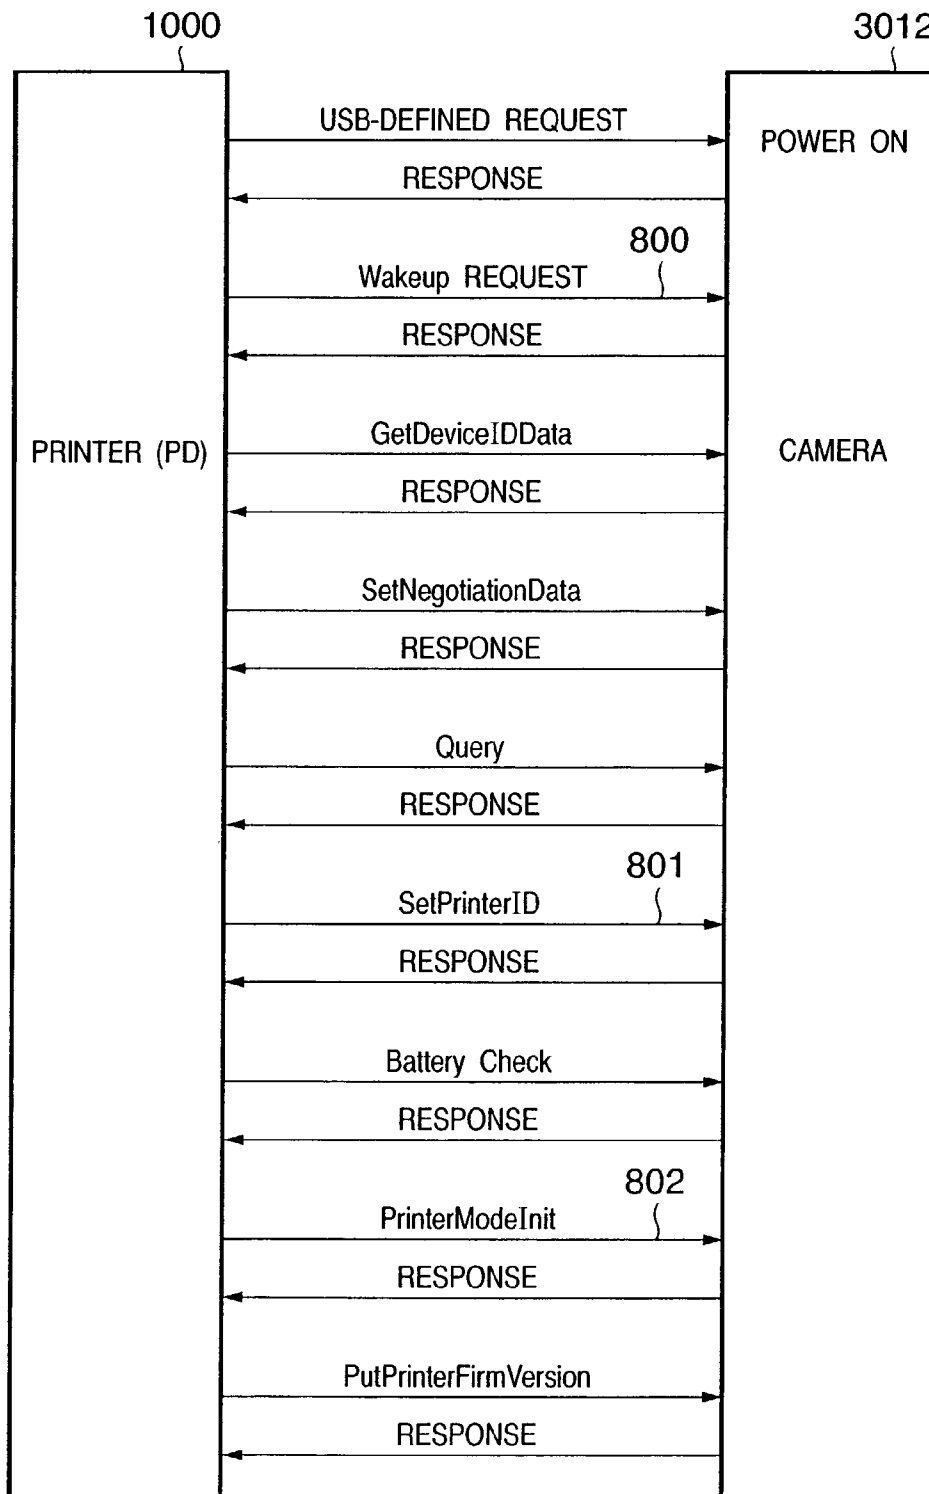 1000
3012
USB-DEFINED REQUEST
POWER ON
RESPONSE
800
Wakeup REQUEST
RESPONSE
PRINTER (PD)
GetDeviceIDData
CAMERA
RESPONSE
SetNegotiationData
RESPONSE
Query
RESPONSE
801
SetPrinterID
RESPONSE
Battery Check
RESPONSE
802
PrinterModeInit
RESPONSE
PutPrinterFirmVersion
RESPONSE